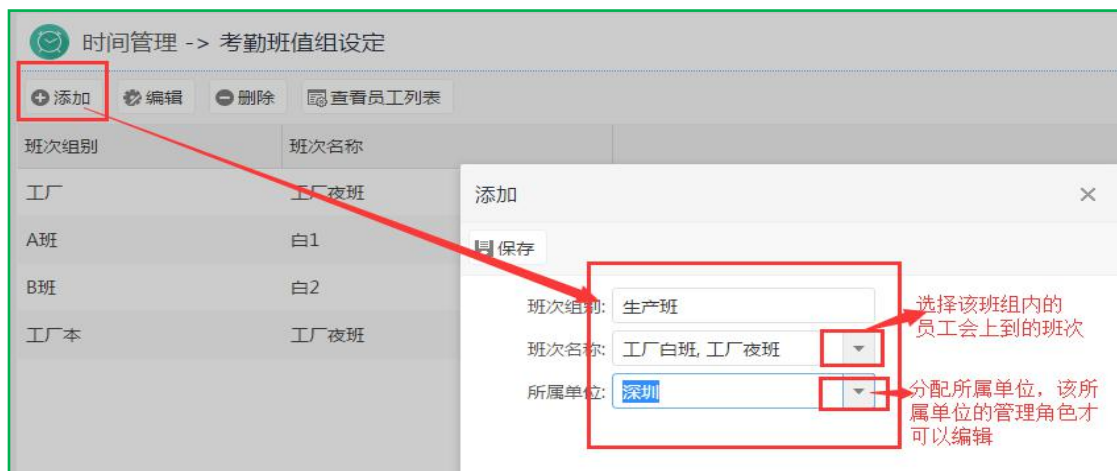 时间管理 -> 考勤班值组设定
添加 编辑 删除 查看员工列表
班次组别 班次名称
工厂 工厂夜班
A班 白1
B班 白2
工厂本 工厂夜班
添加
保存
班次组别: 生产班
班次名称: 工厂白班, 工厂夜班
所属单位: 深圳
选择该班组内的
员工会上到的班次
分配所属单位，该所
属单位的管理角色才
可以编辑